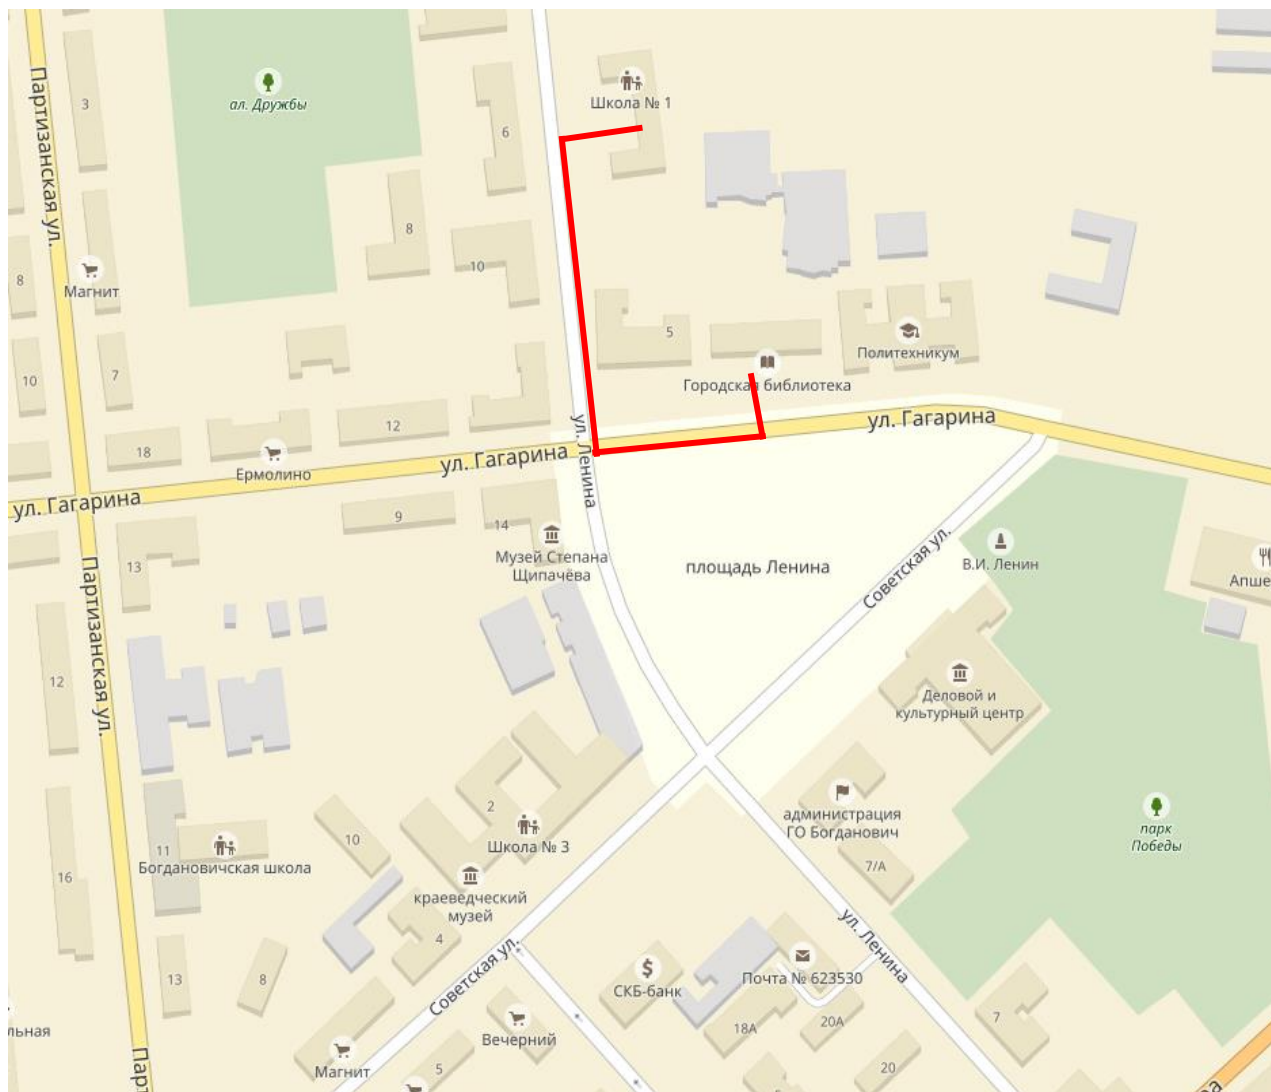 Партизанская ул.
3
ал. Дружбы
Школа № 1
6
8
10
Магнит
8
10
7
5
Политехникум
Городская библиотека
ул. Гагарина
ул. Ленина
12
18
Ермолино
ул. Гагарина
ул. Гагарина
9
14
Музей Степана
Щипачёва
площадь Ленина
Советская ул.
В.И. Ленин
Апше
13
Партизанская ул.
12
Деловой и
культурный центр
администрация
ГО Богданович
7/А
парк
Победы
2
Школа № 3
10
11
Богдановичская школа
16
краеведческий
музей
4
ул. Ленина
Советская ул.
13
8
СКБ-банк
$
Почта № 623530
18А
20А
7
льная
Вечерний
Магнит
5
20
Парт